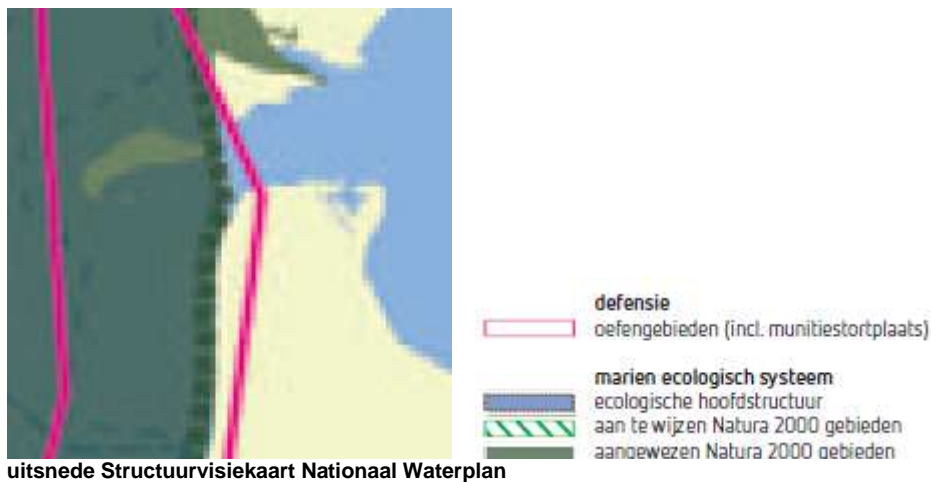 defensie
oefengebieden (incl. munitiestortplaats)
marien ecologisch systeem
ecologische hoofdstructuur
aan te wijzen Natura 2000 gebieden
aangewezen Natura 2000 gebieden
uitsnede Structuurvisiekaart Nationaal Waterplan